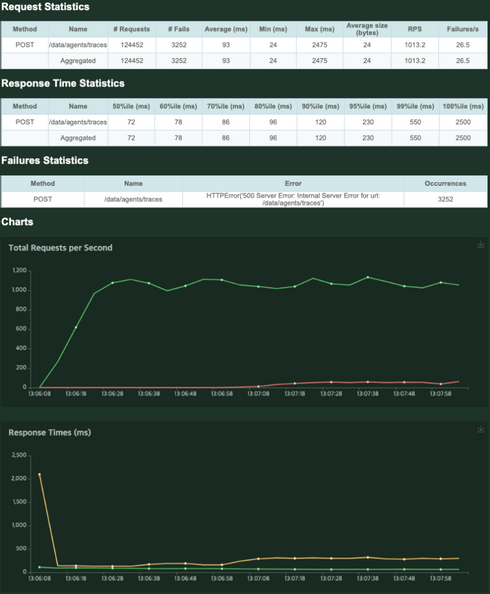 Request Statistics
Method Name # Requests # Fails Average (ms) Min (ms) Max (ms) Average size (bytes) RPS Failures/s
POST /data/agents/traces 124452 3252 93 24 2475 24 1013.2 26.5
Aggregated 124452 3252 93 24 2475 24 1013.2 26.5
Response Time Statistics
Method Name 50%ile (ms) 60%ile (ms) 70%ile (ms) 80%ile (ms) 90%ile (ms) 95%ile (ms) 99%ile (ms) 100%ile (ms)
POST /data/agents/traces 72 78 86 96 120 230 550 2500
Aggregated 72 78 86 96 120 230 550 2500
Failures Statistics
Method Name Error Occurrences
POST /data/agents/traces HTTPError('500 Server Error: Internal Server Error for url: /data/agents/traces') 3252
Charts
Total Requests per Second
1,200
1,000
800
600
400
200
0
13:06:08 13:06:18 13:06:28 13:06:38 13:06:48 13:06:58 13:07:08 13:07:18 13:07:28 13:07:38 13:07:48 13:07:58
Response Times (ms)
2,500
2,000
1,500
1,000
500
0
13:06:08 13:06:18 13:06:28 13:06:38 13:06:48 13:06:58 13:07:08 13:07:18 13:07:28 13:07:38 13:07:48 13:07:58